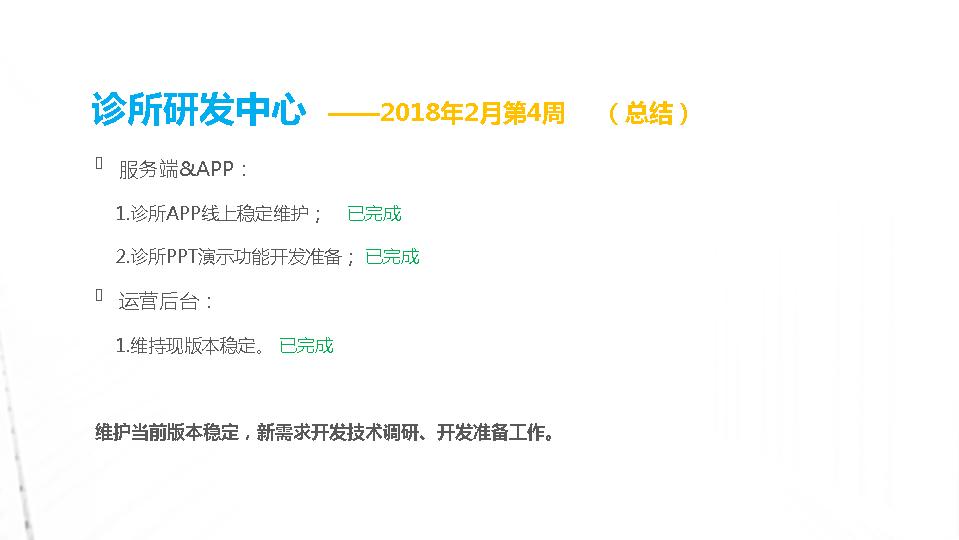 诊所研发中心 ——2018年2月第4周 （总结）
服务端&APP：
1.诊所APP线上稳定维护； 已完成
2.诊所PPT演示功能开发准备； 已完成
运营后台：
1.维持现版本稳定。 已完成
维护当前版本稳定，新需求开发技术调研、开发准备工作。